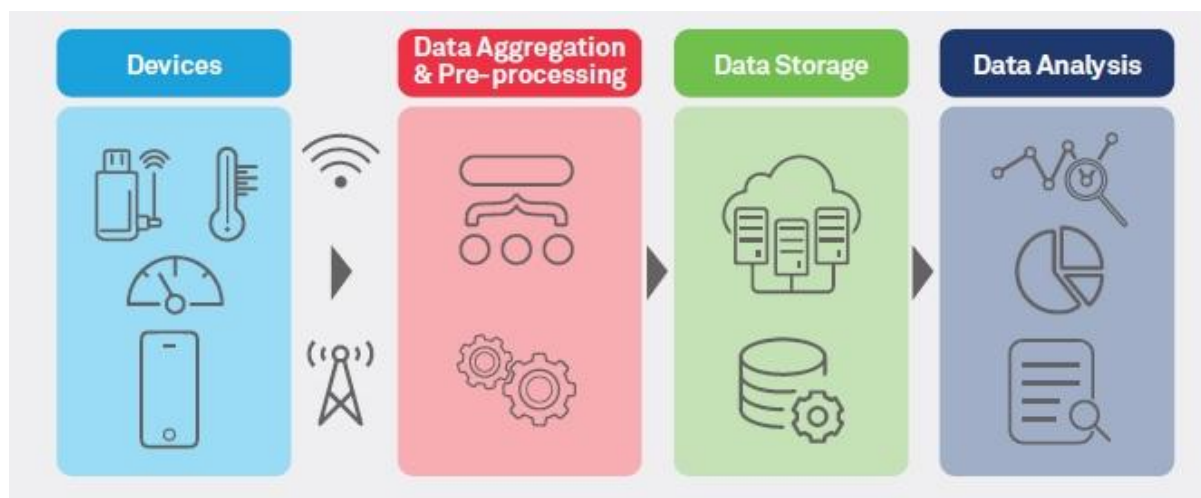 Devices
Data Aggregation
& Pre-processing
Data Storage
Data Analysis